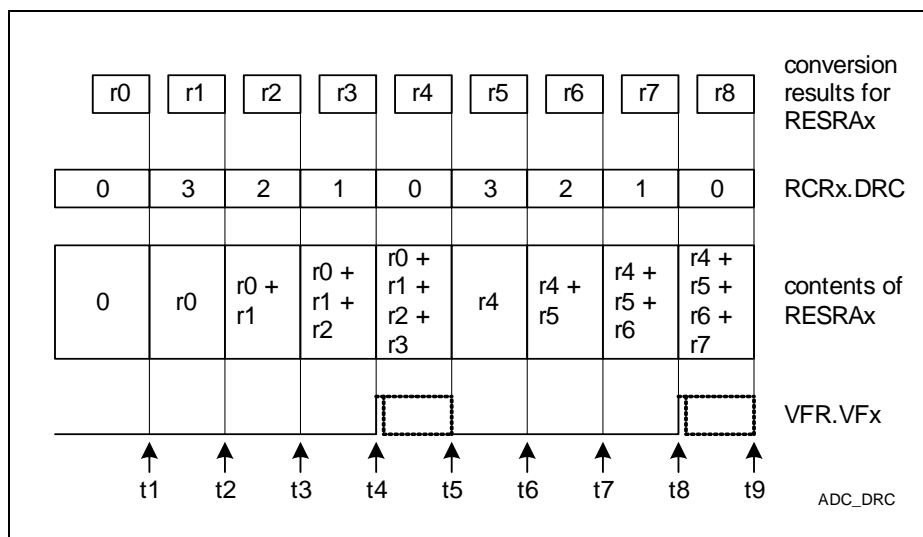 r0 r1 r2 r3 r4 r5 r6 r7 r8
conversion
results for
RESRAx
0 3 2 1 0 3 2 1 0
RCRx.DRC
0
r0
r0 +
r1
r0 +
r1 +
r2
r0 +
r1 +
r2 +
r3
r4
r4 +
r5
r4 +
r5 +
r6
r4 +
r5 +
r6 +
r7
contents of
RESRAx
VFR.VFx
t1 t2 t3 t4 t5 t6 t7 t8 t9
ADC_DRC